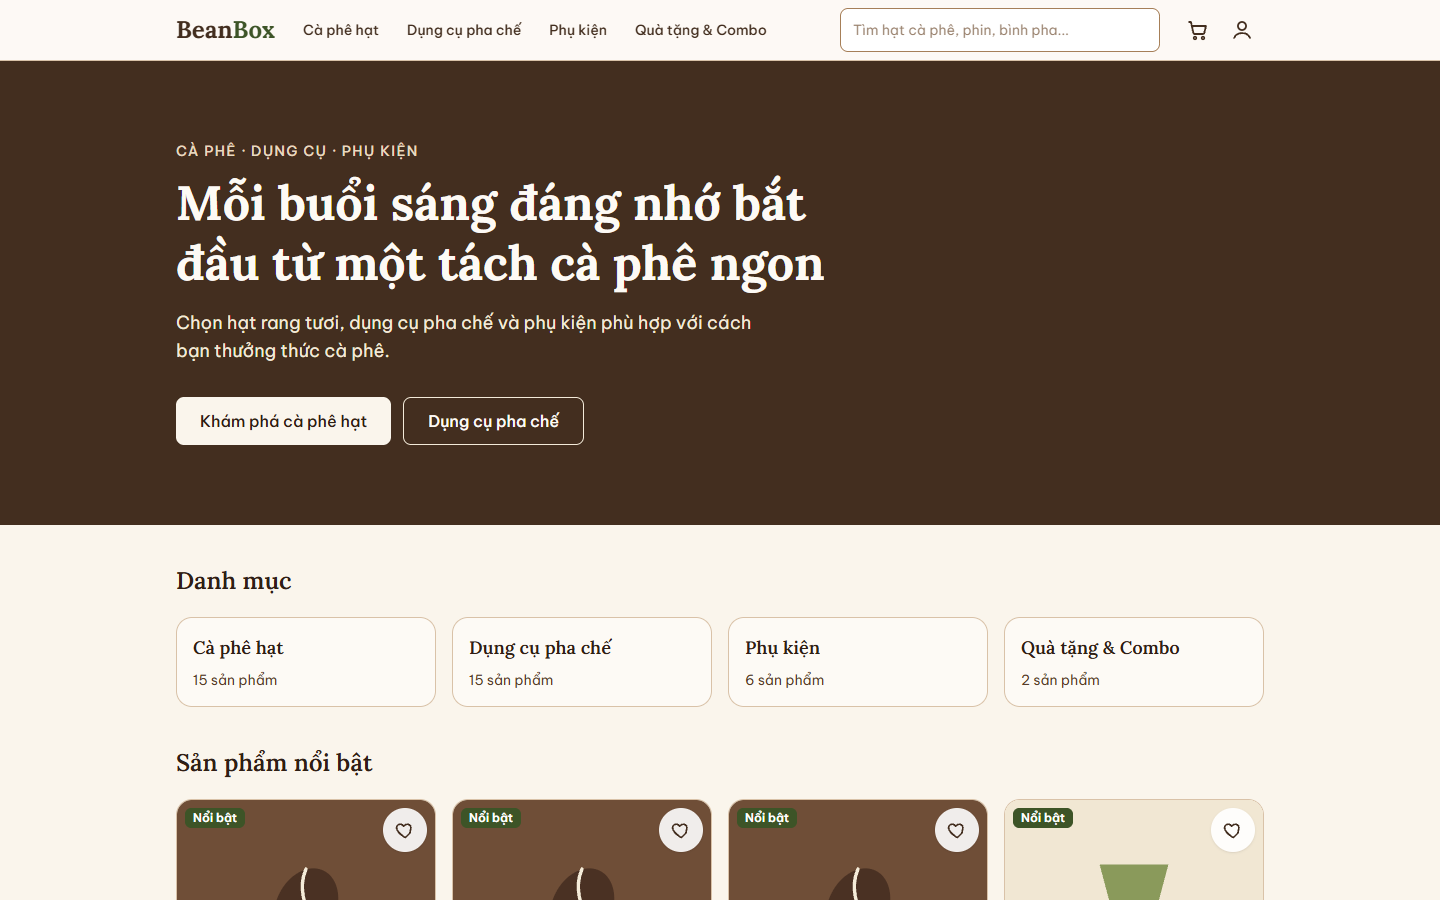 BeanBox
Cà phê hạt
Dụng cụ pha chế
Phụ kiện
Quà tặng & Combo
Tìm hạt cà phê, phin, bình pha...
CÀ PHÊ · DỤNG CỤ · PHỤ KIỆN
Mỗi buổi sáng đáng nhớ bắt
đầu từ một tách cà phê ngon
Chọn hạt rang tươi, dụng cụ pha chế và phụ kiện phù hợp với cách
bạn thưởng thức cà phê.
Khám phá cà phê hạt
Dụng cụ pha chế
Danh mục
Cà phê hạt
15 sản phẩm
Dụng cụ pha chế
15 sản phẩm
Phụ kiện
6 sản phẩm
Quà tặng & Combo
2 sản phẩm
Sản phẩm nổi bật
Nổi bật
Nổi bật
Nổi bật
Nổi bật